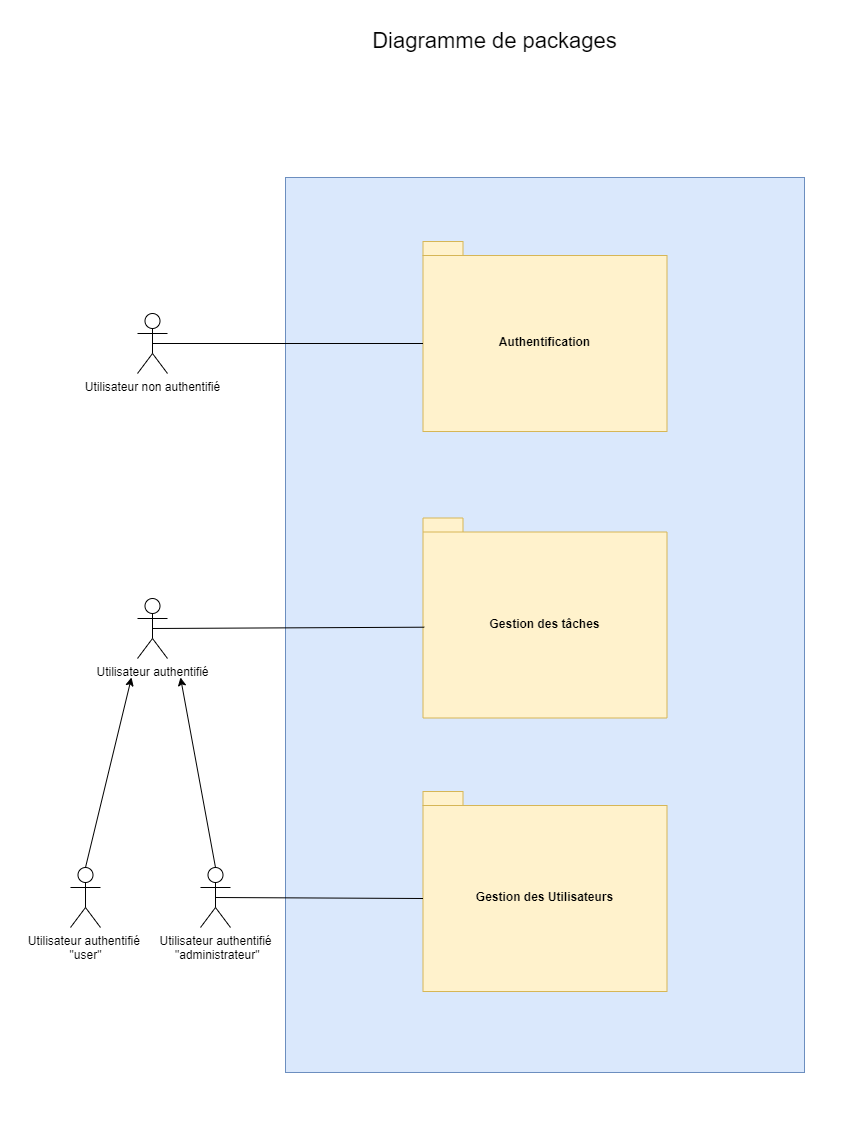 Diagramme de packages
Authentification
Utilisateur non authentifié
Gestion des tâches
Utilisateur authentifié
Gestion des Utilisateurs
Utilisateur authentifié
"user"
Utilisateur authentifié
"administrateur"